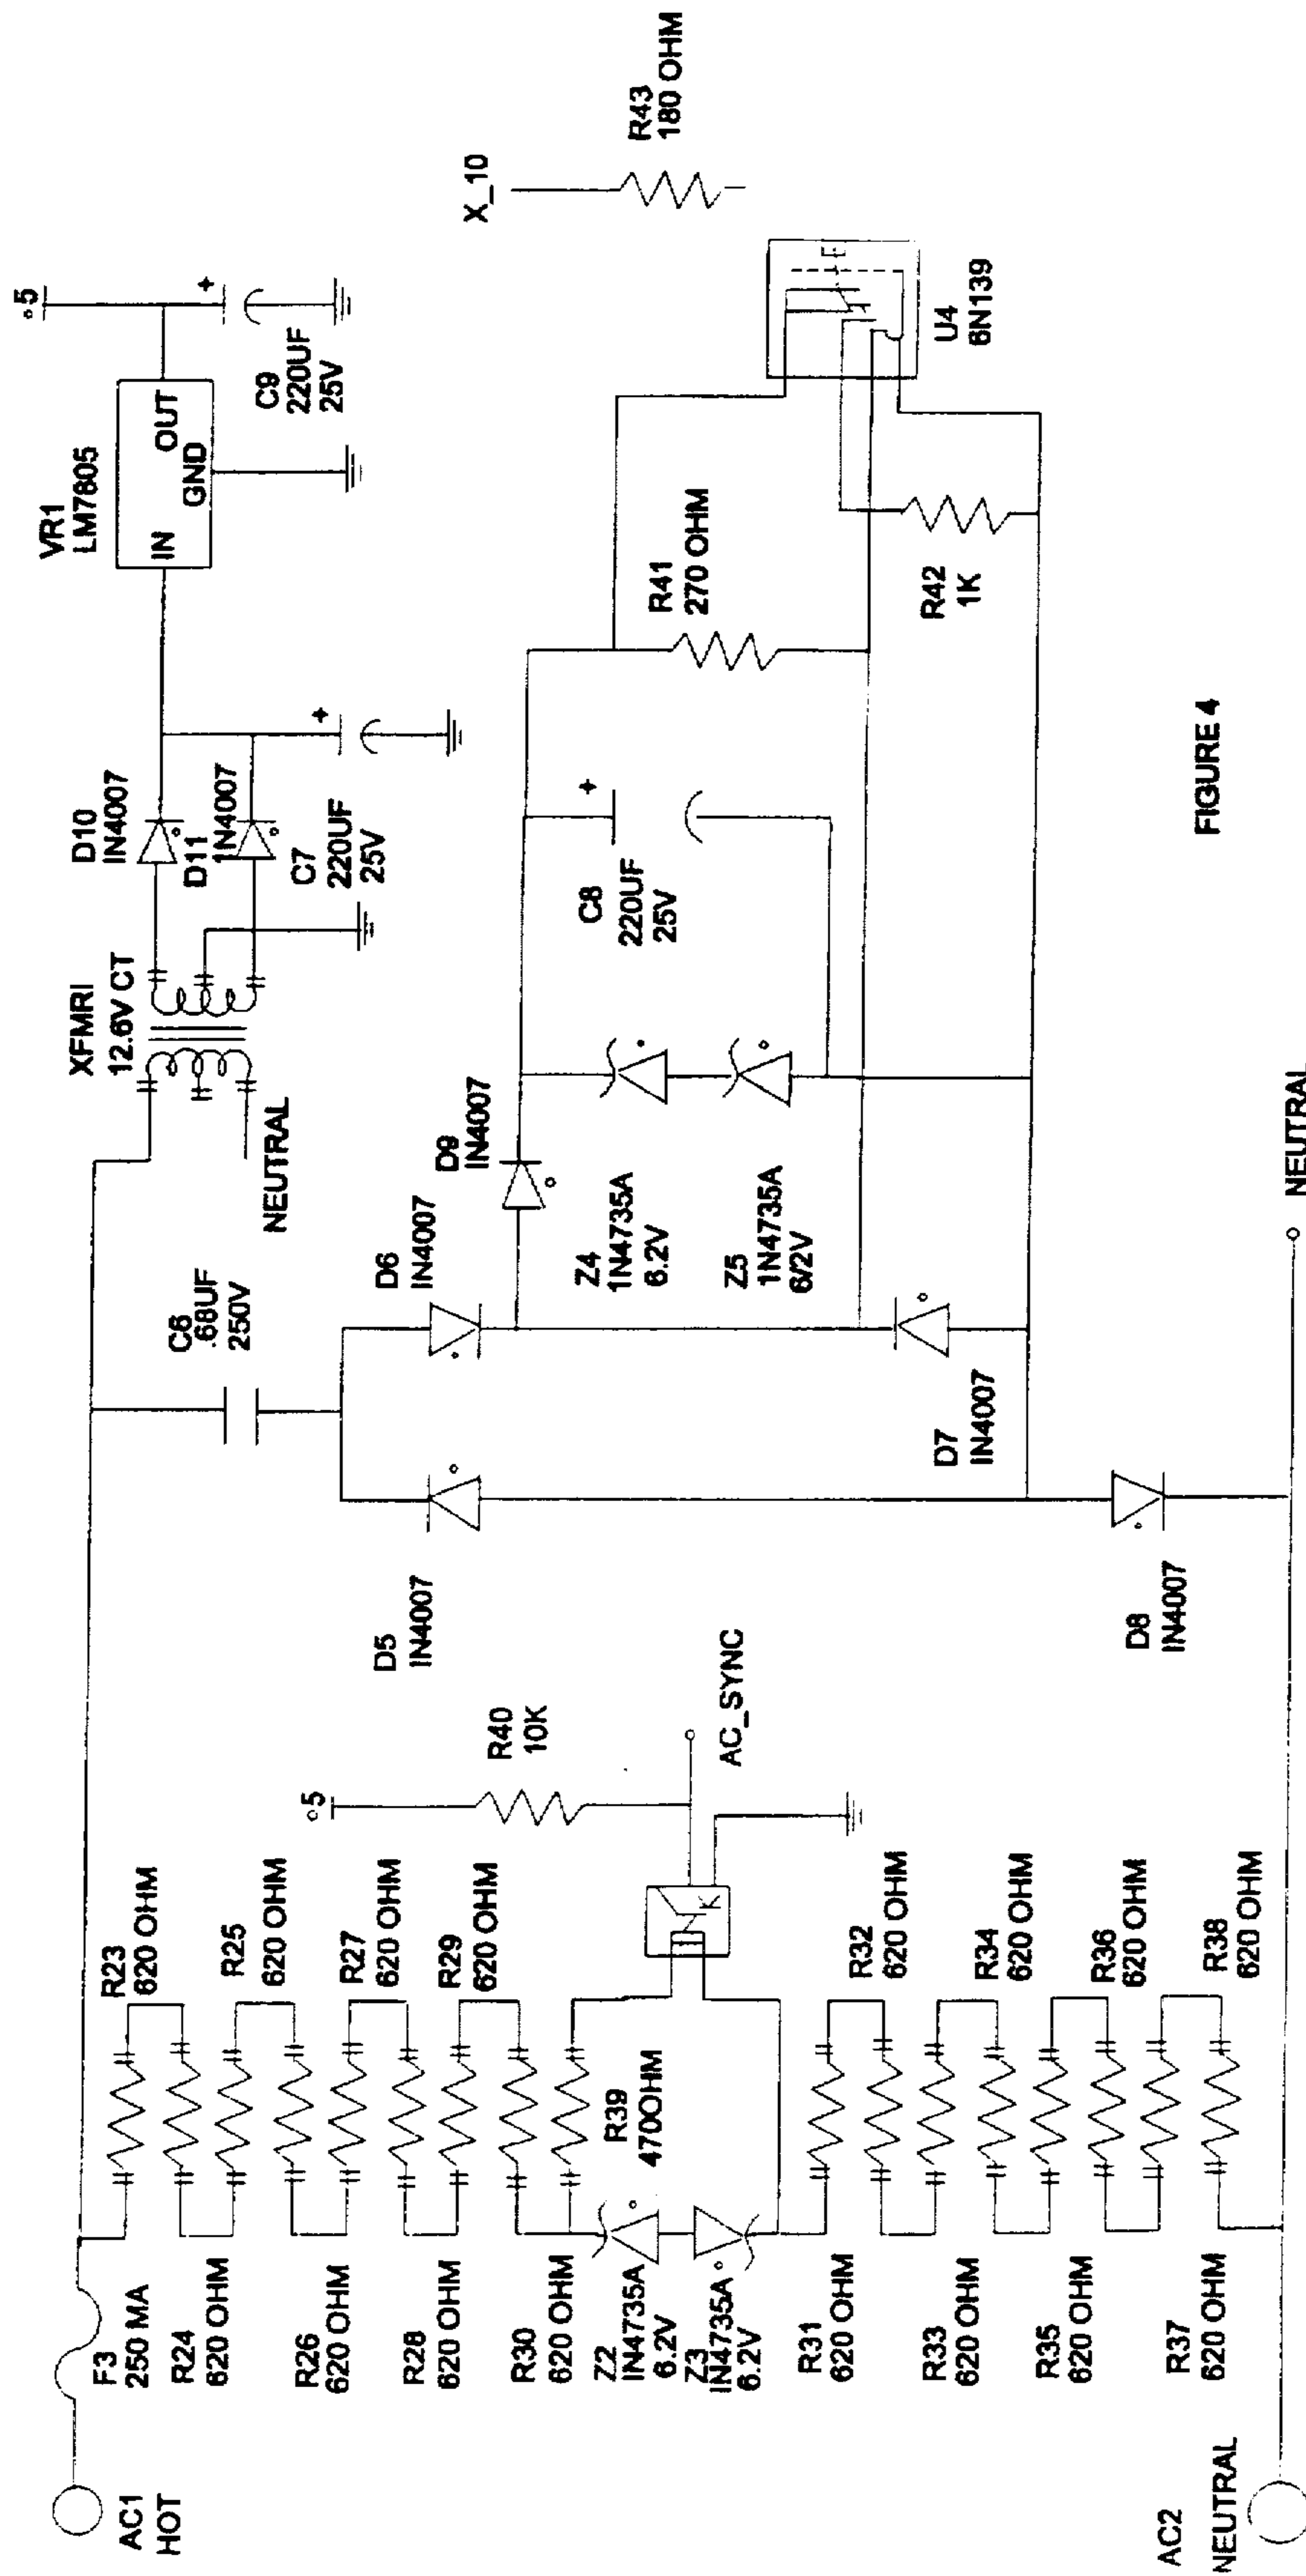 AC1
HOT
F3
250 MA
R23
620 OHM
R24
620 OHM
R25
620 OHM
R26
620 OHM
R27
620 OHM
R28
620 OHM
R29
620 OHM
R30
620 OHM
Z2
IN4735A
6.2V
Z3
IN4735A
6.2V
R39
470OHM
R31
620 OHM
R32
620 OHM
R33
620 OHM
R34
620 OHM
R35
620 OHM
R36
620 OHM
R37
620 OHM
R38
620 OHM
AC2
NEUTRAL
5
R40
10K
AC_SYNC
K
D5
IN4007
C6
.68UF
250V
D6
IN4007
D7
IN4007
D8
IN4007
NEUTRAL
XFMRI
12.6V CT
NEUTRAL
D10
IN4007
D11
1N4007
C7
220UF
25V
VR1
LM7805
IN
OUT
GND
5
+
+
C9
220UF
25V
D9
IN4007
Z4
1N4735A
6.2V
Z5
1N4735A
6/2V
+
C8
220UF
25V
R41
270 OHM
R42
1K
U4
6N139
X_10
R43
180 OHM
FIGURE 4